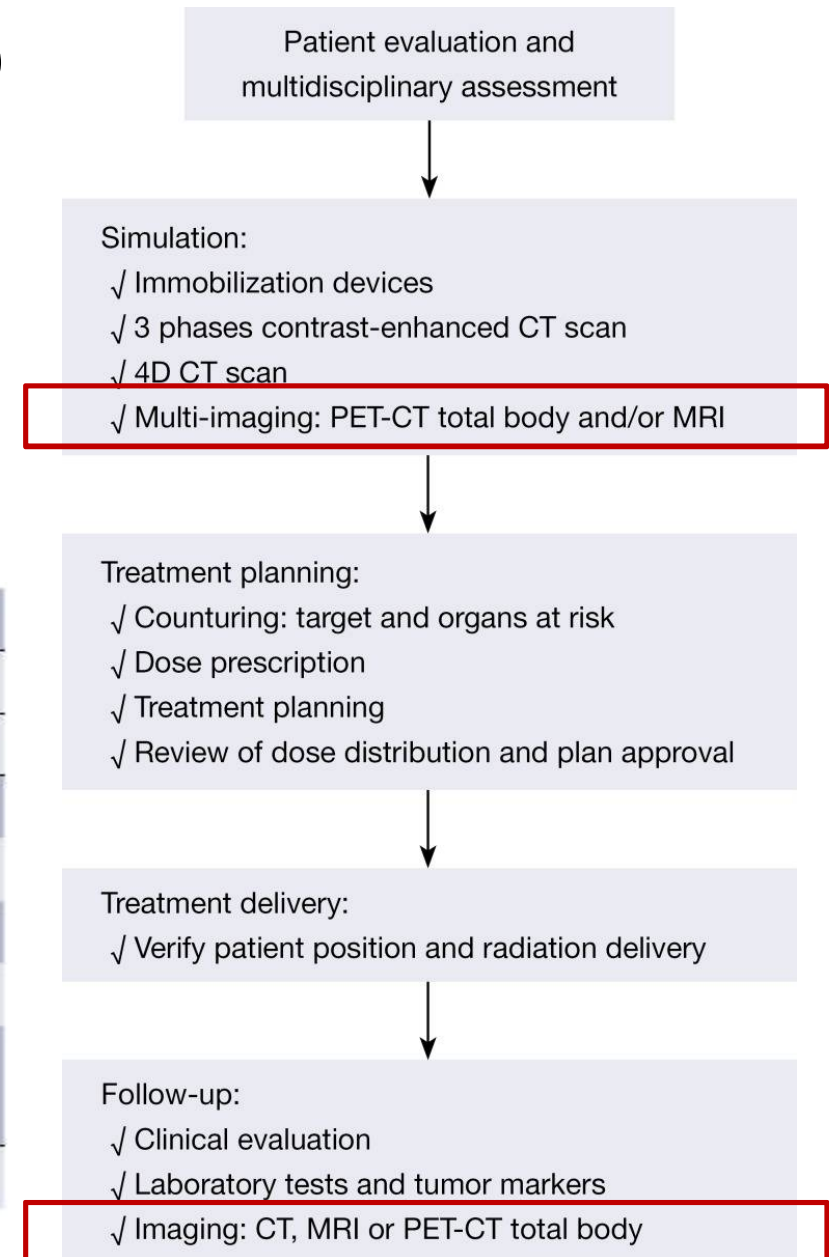 )
Patient evaluation and
multidisciplinary assessment
Simulation:
√ Immobilization devices
√ 3 phases contrast-enhanced CT scan
√ 4D CT scan
√ Multi-imaging: PET-CT total body and/or MRI
Treatment planning:
√ Counturing: target and organs at risk
√ Dose prescription
√ Treatment planning
√ Review of dose distribution and plan approval
Treatment delivery:
√ Verify patient position and radiation delivery
Follow-up:
√ Clinical evaluation
√ Laboratory tests and tumor markers
√ Imaging: CT, MRI or PET-CT total body